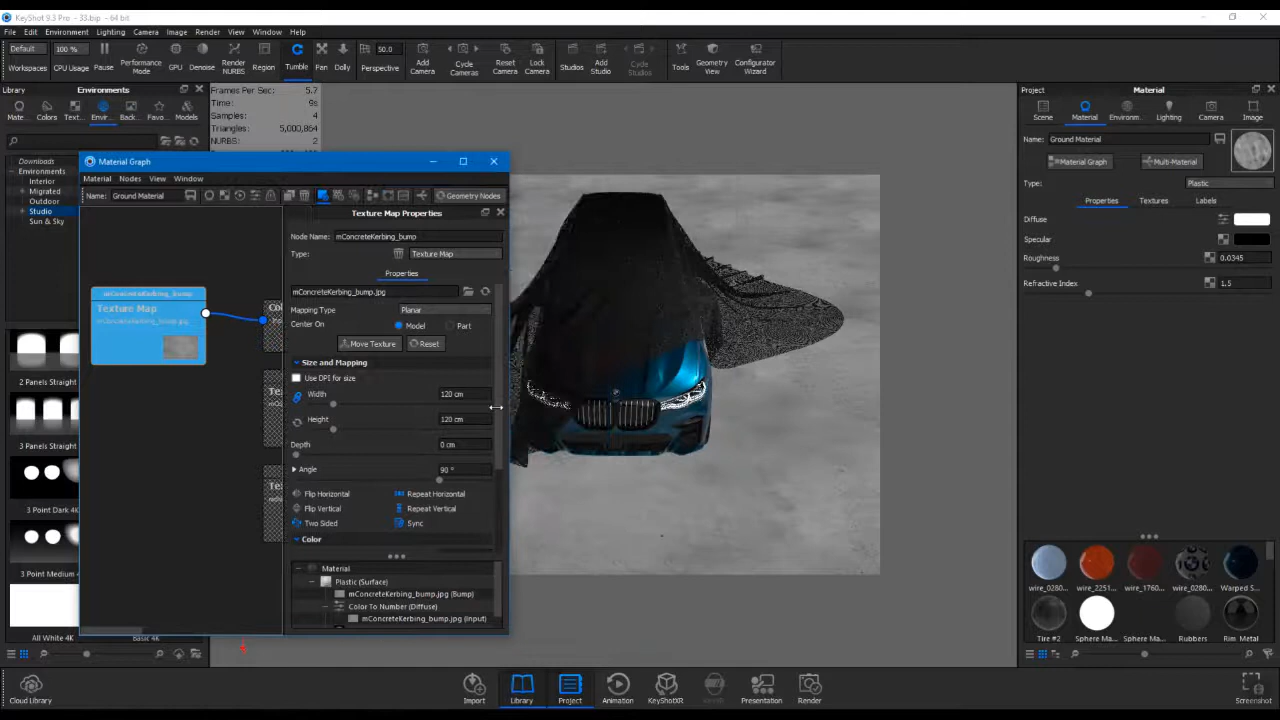 KeyShot 9.3 Pro - 33.bip - 64 bit
File Edit Environment Lighting Camera Image Render View Window Help
Default 100 % 50.0
Workspaces CPU Usage Pause Performance Mode GPU Denoise Render NURBS Region Tumble Pan Dolly Perspective Add Camera Cycle Cameras Reset Camera Lock Camera Studios Add Studio Cycle Studios Tools Geometry View Configurator Wizard
Library Environments
Mate... Colors Text... Envir... Back... Favo... Models
Downloads
Environments
Interior
Migrated
Outdoor
Studio
Sun & Sky
2 Panels Straight
3 Panels Straight
3 Point Dark 4K
3 Point Medium 4
All White 4K Basic 4K
Frames Per Sec: 5.7
Time: 9s
Samples: 4
Triangles: 5,000,864
NURBS: 2
Material Graph
Material Nodes View Window
Name: Ground Material Geometry Nodes
mConcreteKerbing_bump
Texture Map
mConcreteKerbing_bump.jpg
Texture Map Properties
Node Name: mConcreteKerbing_bump
Type: Texture Map
Properties
mConcreteKerbing_bump.jpg
Mapping Type Planar
Center On Model Part
Move Texture Reset
Size and Mapping
Use DPI for size
Width 120 cm
Height 120 cm
Depth 0 cm
Angle 90 °
Flip Horizontal Repeat Horizontal
Flip Vertical Repeat Vertical
Two Sided Sync
Color
Material
Plastic (Surface)
mConcreteKerbing_bump.jpg (Bump)
Color To Number (Diffuse)
mConcreteKerbing_bump.jpg (Input)
Project Material
Scene Material Environm... Lighting Camera Image
Name: Ground Material
Material Graph Multi-Material
Type: Plastic
Properties Textures Labels
Diffuse
Specular
Roughness 0.0345
Refractive Index 1.5
wire_0280... wire_2251... wire_1760... wire_0280... Warped S...
Tire #2 Sphere Ma... Sphere Ma... Rubbers Rim_Metal
Cloud Library Import Library Project Animation KeyShotXR Presentation Render Screenshot